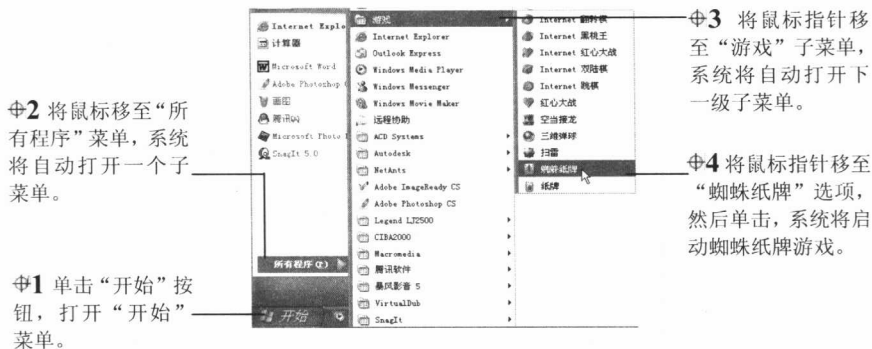 ⌖2 将鼠标移至“所
有程序”菜单，系统
将自动打开一个子
菜单。
⌖1 单击“开始”按
钮，打开“开始”
菜单。
Internet Explo
计算器
Microsoft Word
Adobe Photoshop
画图
腾讯QQ
Microsoft Photo
SnagIt 5.0
所有程序(P)
开始
游戏
Internet Explorer
Outlook Express
Windows Media Player
Windows Messenger
Windows Movie Maker
远程协助
ACD Systems
Autodesk
NetAnts
Adobe ImageReady CS
Adobe Photoshop CS
Legend LJ2500
CIBA2000
Macromedia
腾讯软件
暴风影音 5
VirtualDub
SnagIt
Internet 翻转棋
Internet 黑桃王
Internet 红心大战
Internet 双陆棋
Internet 跳棋
红心大战
空当接龙
三维弹球
扫雷
蜘蛛纸牌
纸牌
⌖3 将鼠标指针移
至“游戏”子菜单，
系统将自动打开下
一级子菜单。
⌖4 将鼠标指针移至
“蜘蛛纸牌”选项，
然后单击，系统将启
动蜘蛛纸牌游戏。